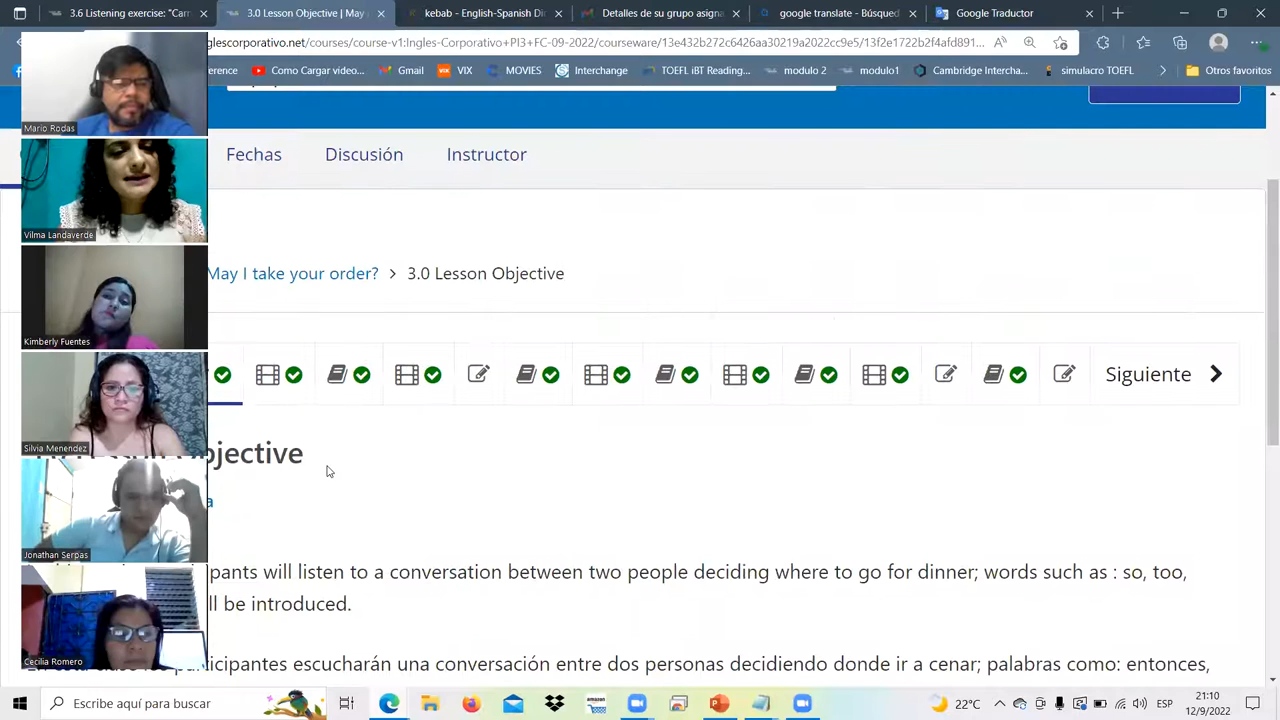 1.6 Listening exercise: "Car
3.0 Lesson Objective | May
kebab - English-Spanish Di
Detalles de su grupo asigna
google translate - Búsqued
Google Traductor
glescorporativo.net/courses/course-v1:Ingles-Corporativo+PI3+FC-09-2022/courseware/13e432b272c6426aa30219a2022cc9e5/13f2e1722b2f4afd891...
ference
Como Cargar vídeo...
Gmail
VIX
MOVIES
Interchange
TOEFL iBT Reading...
modulo 2
modulo1
Cambridge Intercha...
simulacro TOEFL
Otros favoritos
Mario Rodas
Fechas
Discusión
Instructor
Vilma Landaverde
May I take your order? > 3.0 Lesson Objective
Kimberly Fuentes
Siguiente
bjective
Silvia Menendez
a
Jonathan Serpas
ipants will listen to a conversation between two people deciding where to go for dinner; words such as : so, too,
ll be introduced.
Cecilia Romero
participantes escucharán una conversación entre dos personas decidiendo donde ir a cenar; palabras como: entonces,
Escribe aquí para buscar
22°C
ESP
21:10
12/9/2022